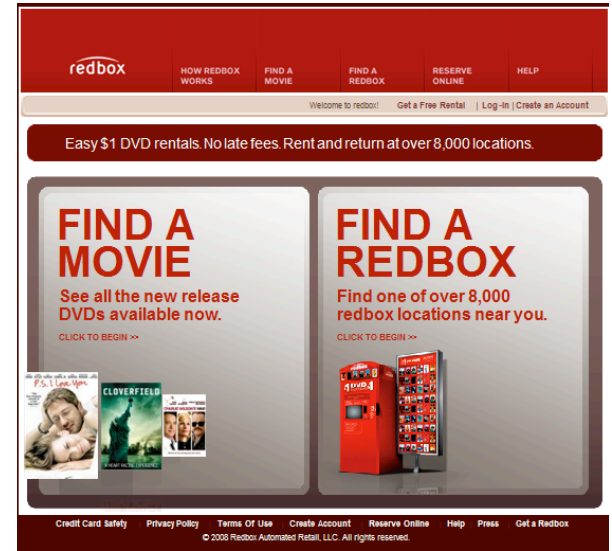 redbox
HOW REDBOX WORKS
FIND A MOVIE
FIND A REDBOX
RESERVE ONLINE
HELP
Welcome to redbox! Get a Free Rental | Log-In | Create an Account
Easy $1 DVD rentals. No late fees. Rent and return at over 8,000 locations.
FIND A
MOVIE
See all the new release
DVDs available now.
CLICK TO BEGIN >>
FIND A
REDBOX
Find one of over 8,000
redbox locations near you.
CLICK TO BEGIN >>
P.S. I Love You
CLOVERFIELD
Credit Card Safety Privacy Policy Terms Of Use Create Account Reserve Online Help Press Get a Redbox
© 2008 Redbox Automated Retail, LLC. All rights reserved.